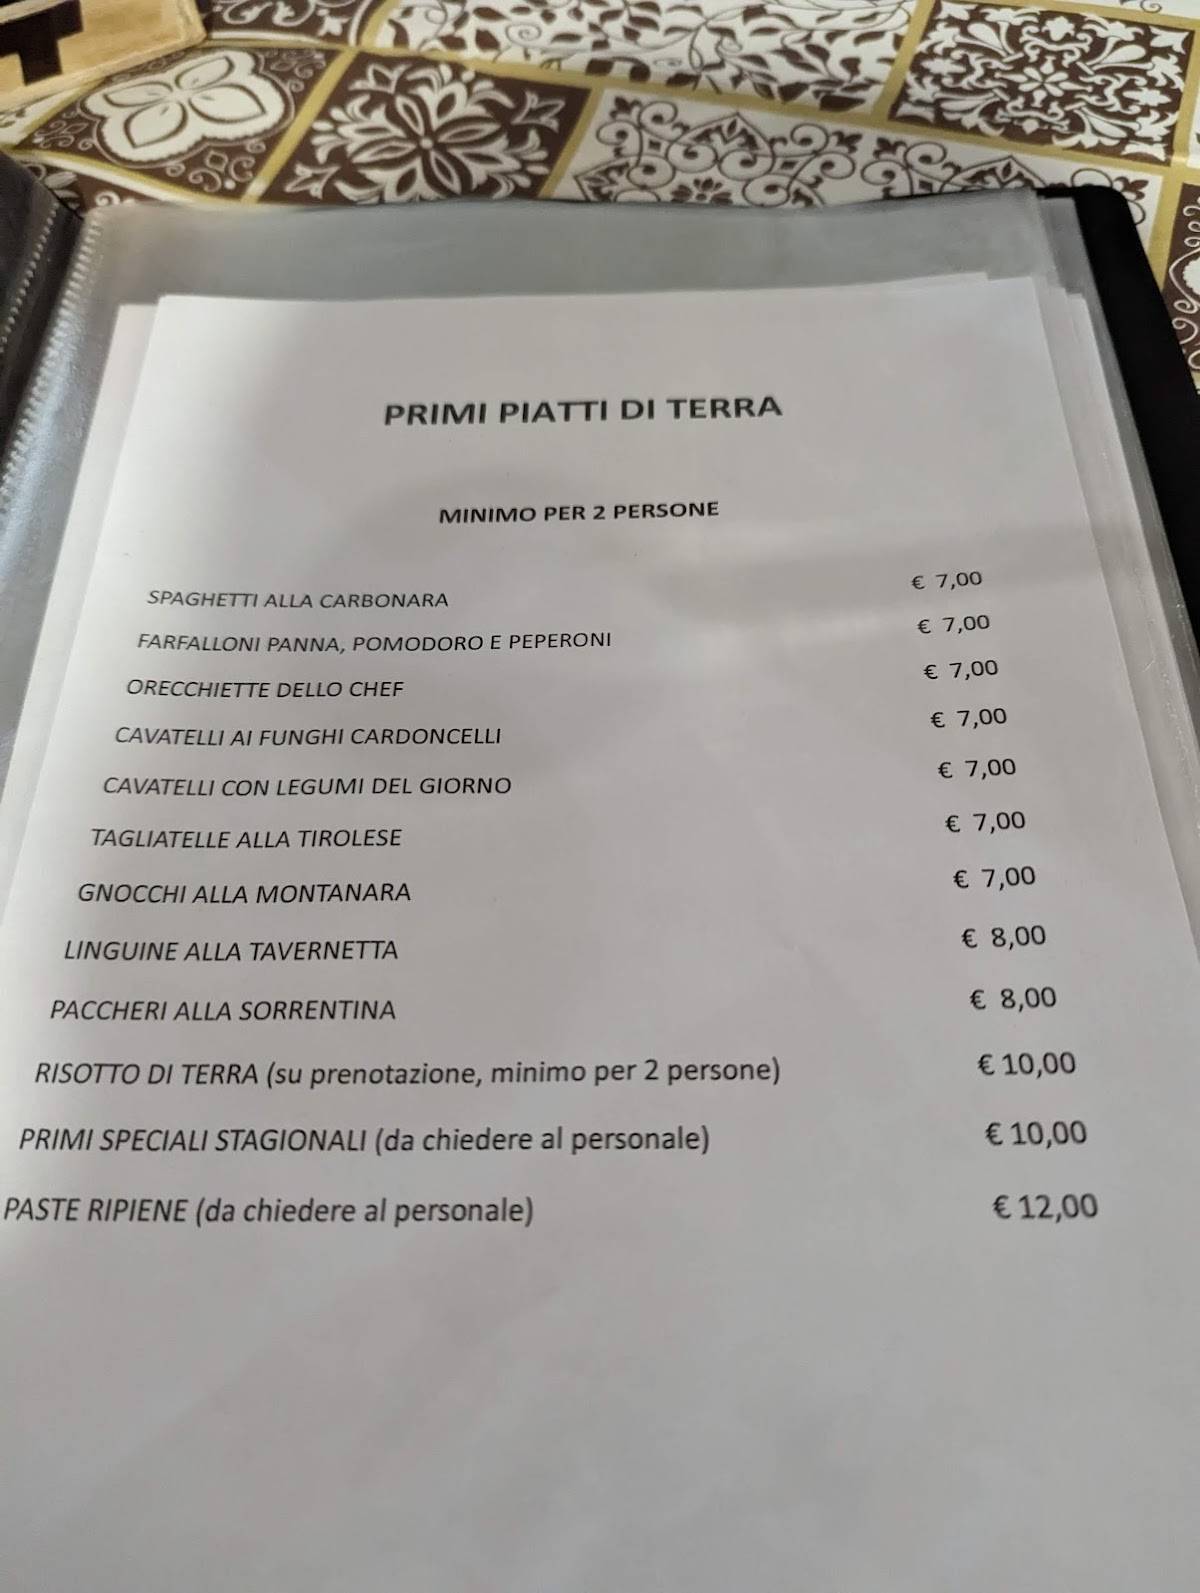 PRIMI PIATTI DI TERRA
MINIMO PER 2 PERSONE
SPAGHETTI ALLA CARBONARA € 7,00
FARFALLONI PANNA, POMODORO E PEPERONI € 7,00
ORECCHIETTE DELLO CHEF € 7,00
CAVATELLI AI FUNGHI CARDONCELLI € 7,00
CAVATELLI CON LEGUMI DEL GIORNO € 7,00
TAGLIATELLE ALLA TIROLESE € 7,00
GNOCCHI ALLA MONTANARA € 7,00
LINGUINE ALLA TAVERNETTA € 8,00
PACCHERI ALLA SORRENTINA € 8,00
RISOTTO DI TERRA (su prenotazione, minimo per 2 persone) € 10,00
PRIMI SPECIALI STAGIONALI (da chiedere al personale) € 10,00
PASTE RIPIENE (da chiedere al personale) € 12,00